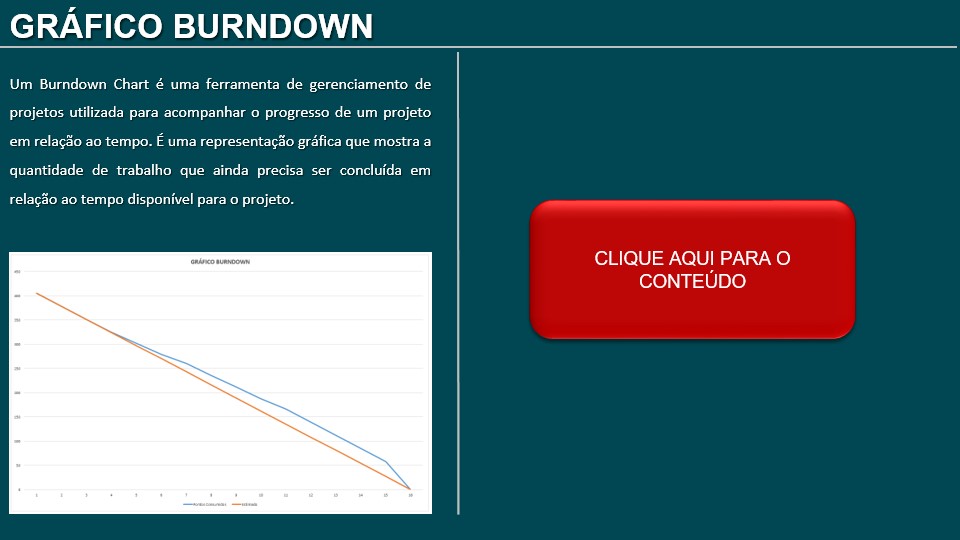 GRÁFICO BURNDOWN
Um Burndown Chart é uma ferramenta de gerenciamento de
projetos utilizada para acompanhar o progresso de um projeto
em relação ao tempo. É uma representação gráfica que mostra a
quantidade de trabalho que ainda precisa ser concluída em
relação ao tempo disponível para o projeto.
CLIQUE AQUI PARA O
CONTEÚDO
GRÁFICO BURNDOWN
450
400
350
300
250
200
150
100
50
0
1 2 3 4 5 6 7 8 9 10 11 12 13 14 15 16